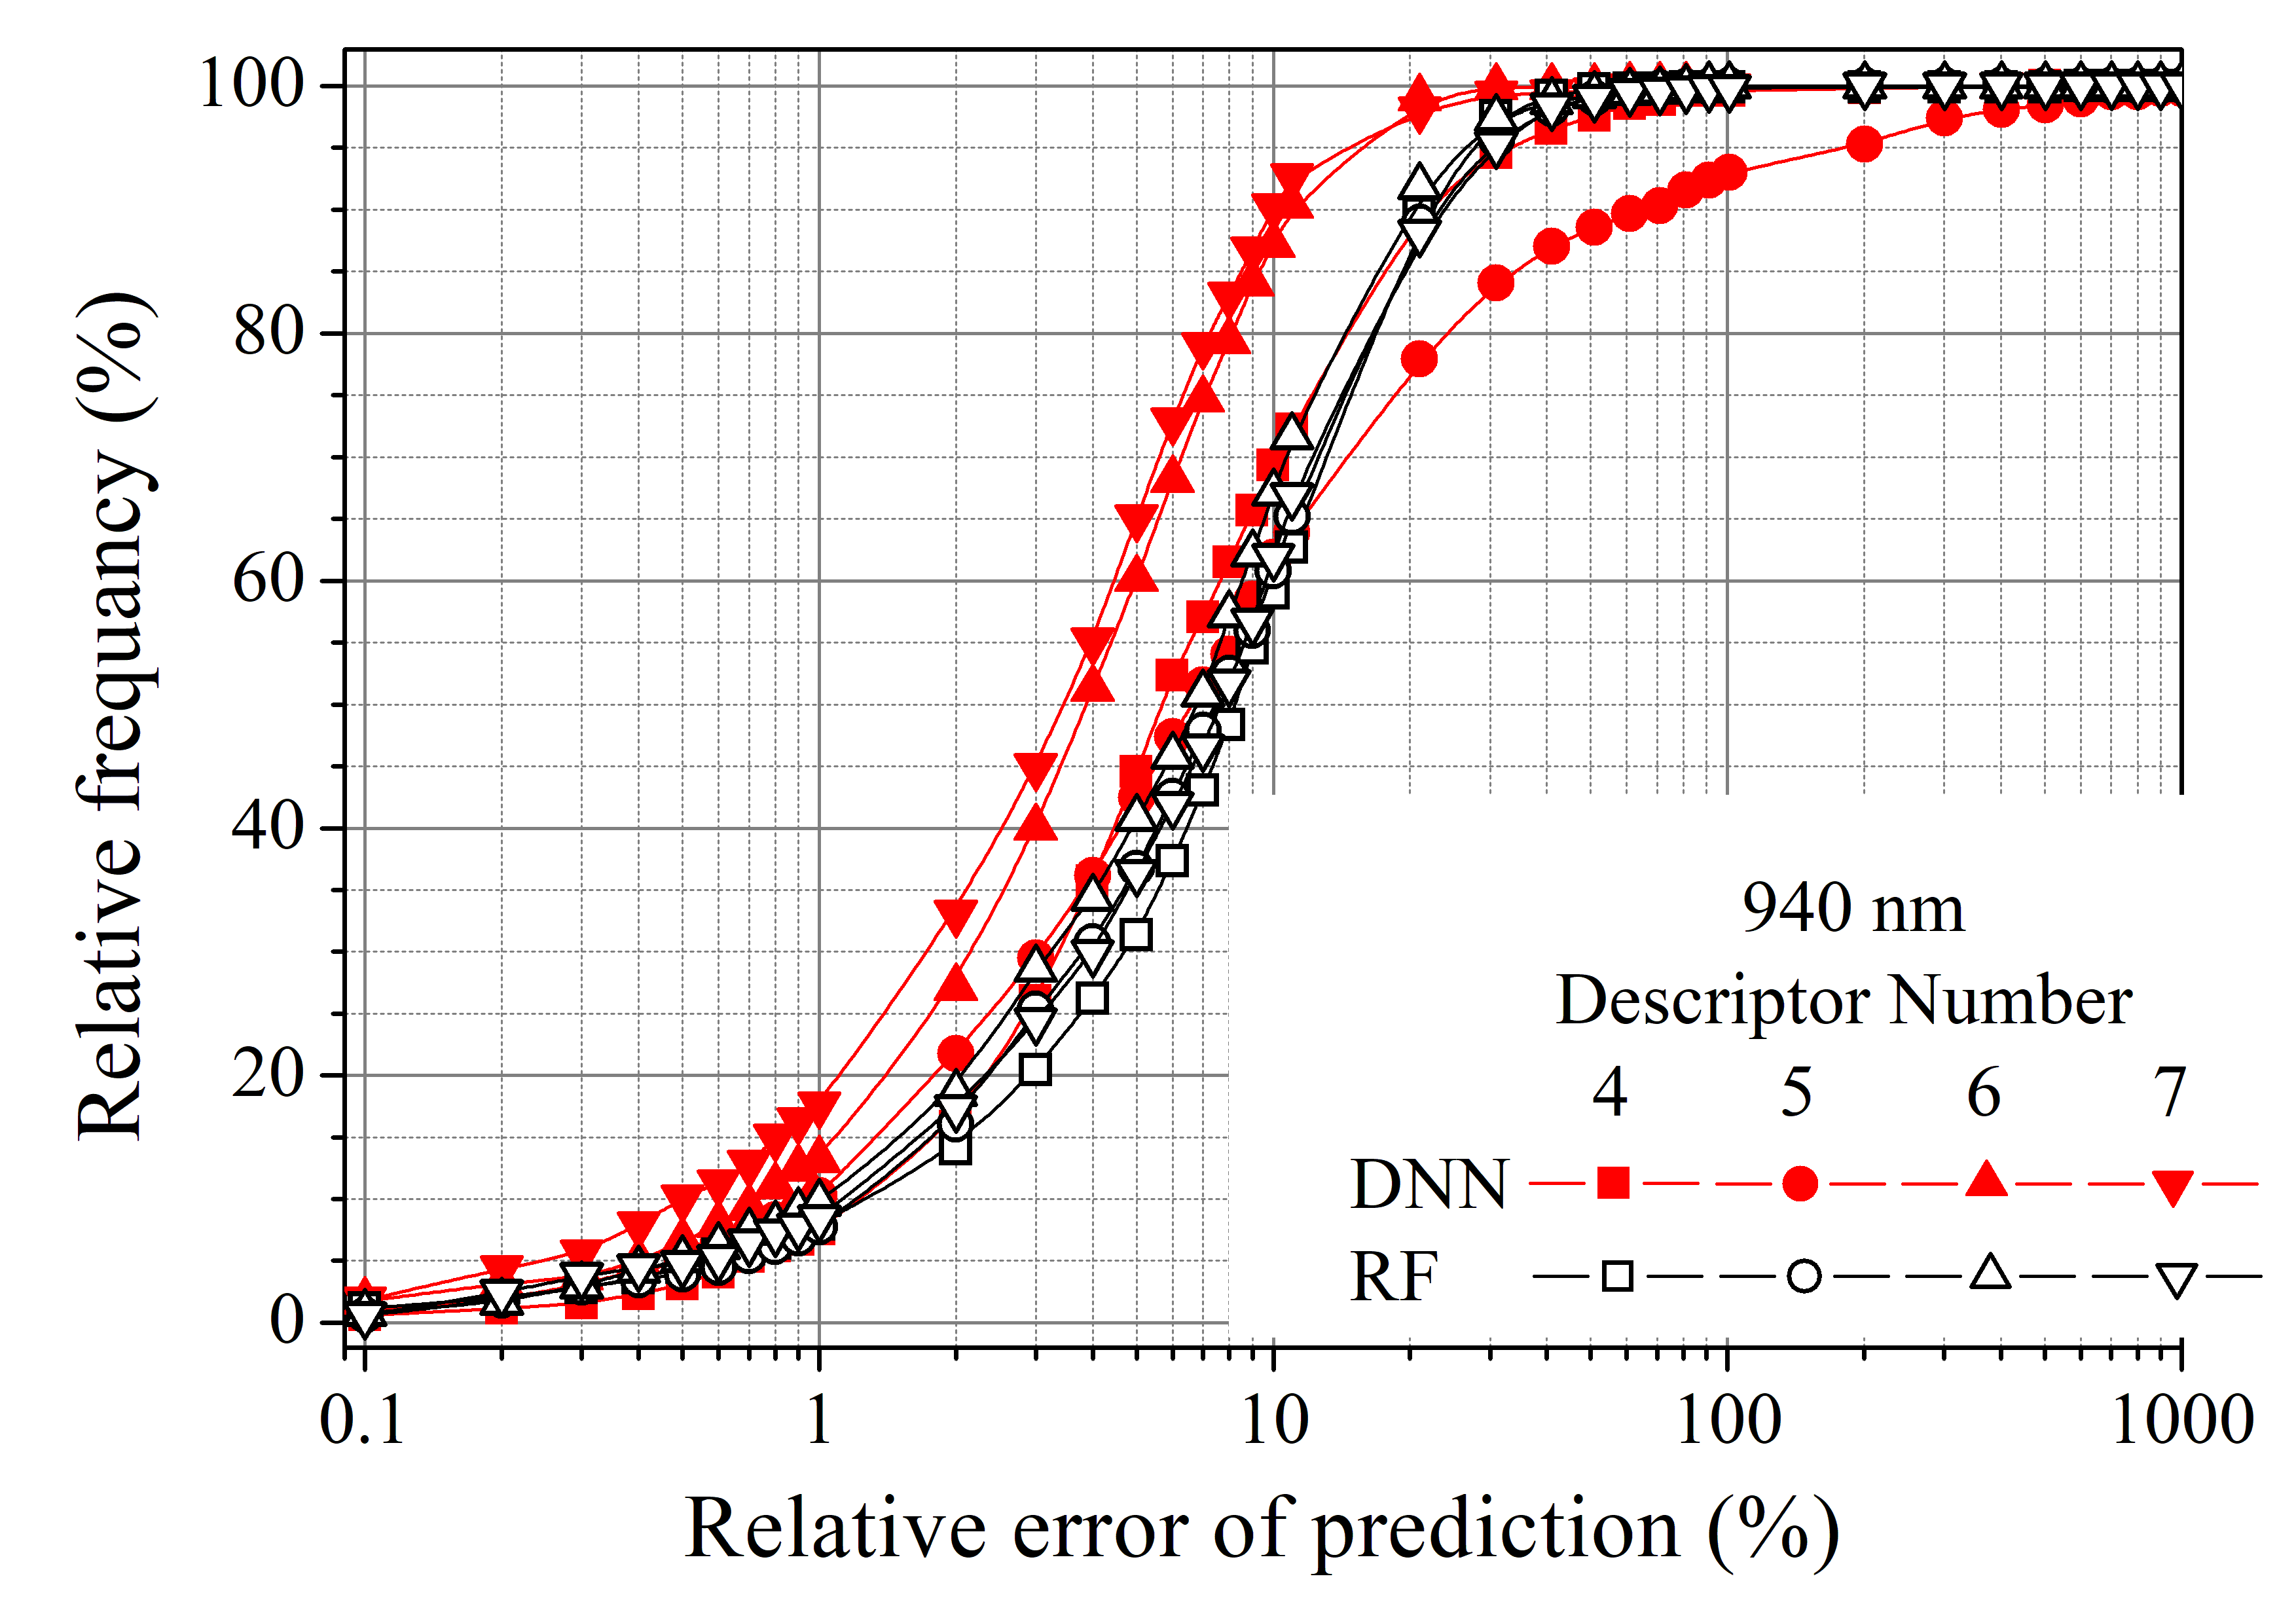 Relative frequancy (%)
100
80
60
40
20
0
940 nm
Descriptor Number
4 5 6 7
DNN
RF
0.1 1 10 100 1000
Relative error of prediction (%)